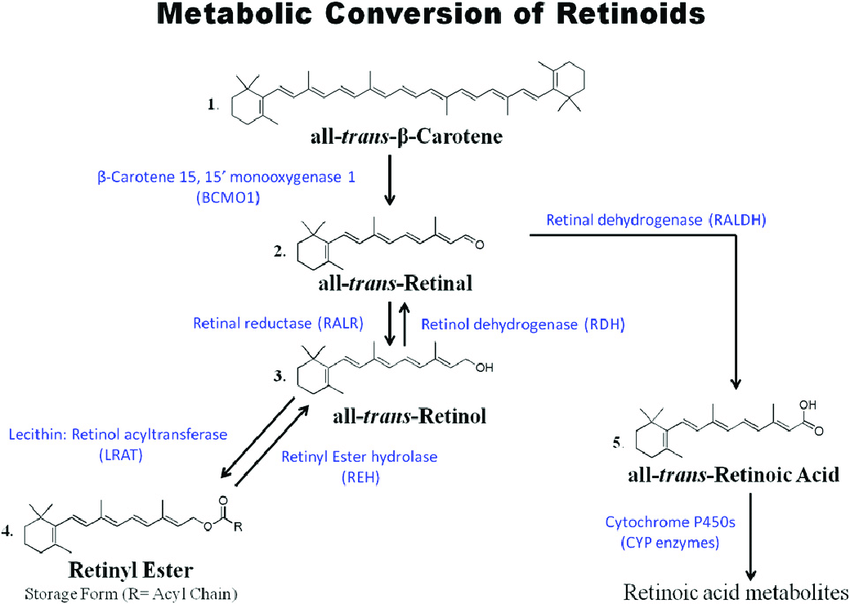 Metabolic Conversion of Retinoids
1.
all-trans-β-Carotene
β-Carotene 15, 15′ monooxygenase 1
(BCMO1)
Retinal dehydrogenase (RALDH)
2.
O
all-trans-Retinal
Retinal reductase (RALR)
Retinol dehydrogenase (RDH)
3.
OH
all-trans-Retinol
Lecithin: Retinol acyltransferase
(LRAT)
Retinyl Ester hydrolase
(REH)
OH
O
5.
all-trans-Retinoic Acid
4.
O
O
R
Retinyl Ester
Storage Form (R= Acyl Chain)
Cytochrome P450s
(CYP enzymes)
Retinoic acid metabolites